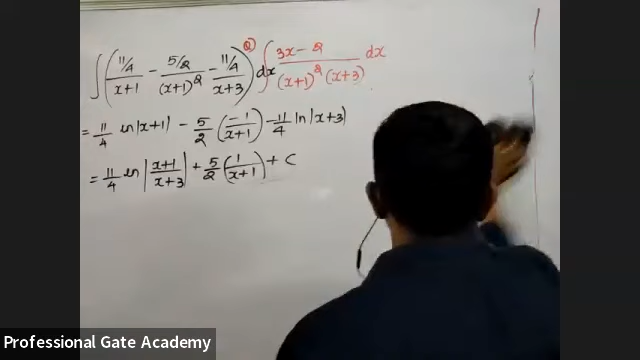 ∫(11/4/(x+1) − 5/2/(x+1)² − 11/4/(x+3))dx
Q) ∫ (3x − 2)/((x+1)² (x+3)) dx
= 11/4 ln|x+1| − 5/2 (−1/(x+1)) − 11/4 ln|x+3|
= 11/4 ln|(x+1)/(x+3)| + 5/2 (1/(x+1)) + C
Professional Gate Academy